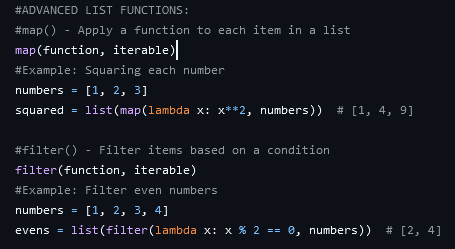 #ADVANCED LIST FUNCTIONS:
#map() - Apply a function to each item in a list
map(function, iterable)
#Example: Squaring each number
numbers = [1, 2, 3]
squared = list(map(lambda x: x**2, numbers))  # [1, 4, 9]

#filter() - Filter items based on a condition
filter(function, iterable)
#Example: Filter even numbers
numbers = [1, 2, 3, 4]
evens = list(filter(lambda x: x % 2 == 0, numbers))  # [2, 4]